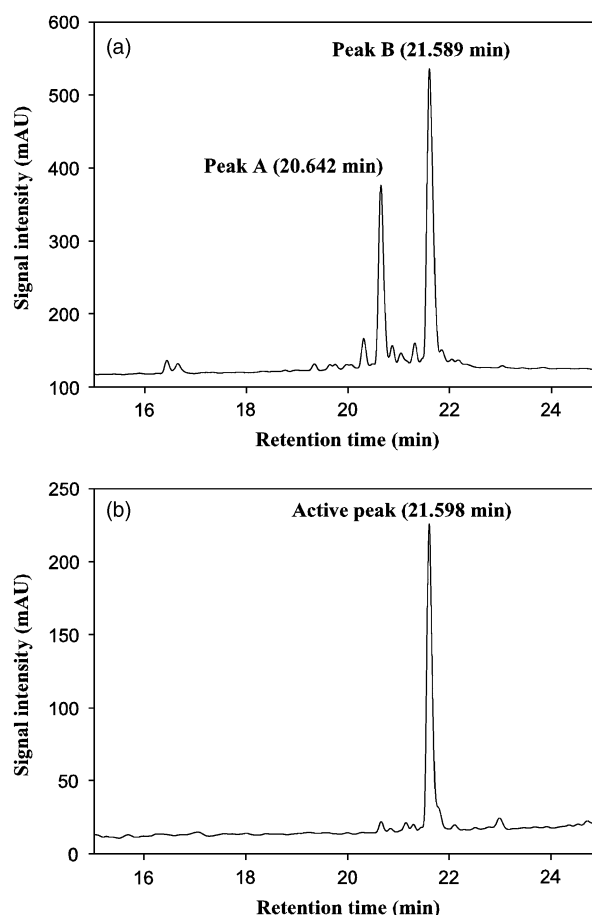 (a)
Peak B (21.589 min)
Peak A (20.642 min)
Signal intensity (mAU)
600
500
400
300
200
100
16 18 20 22 24
Retention time (min)
(b)
Active peak (21.598 min)
Signal intensity (mAU)
250
200
150
100
50
0
16 18 20 22 24
Retention time (min)